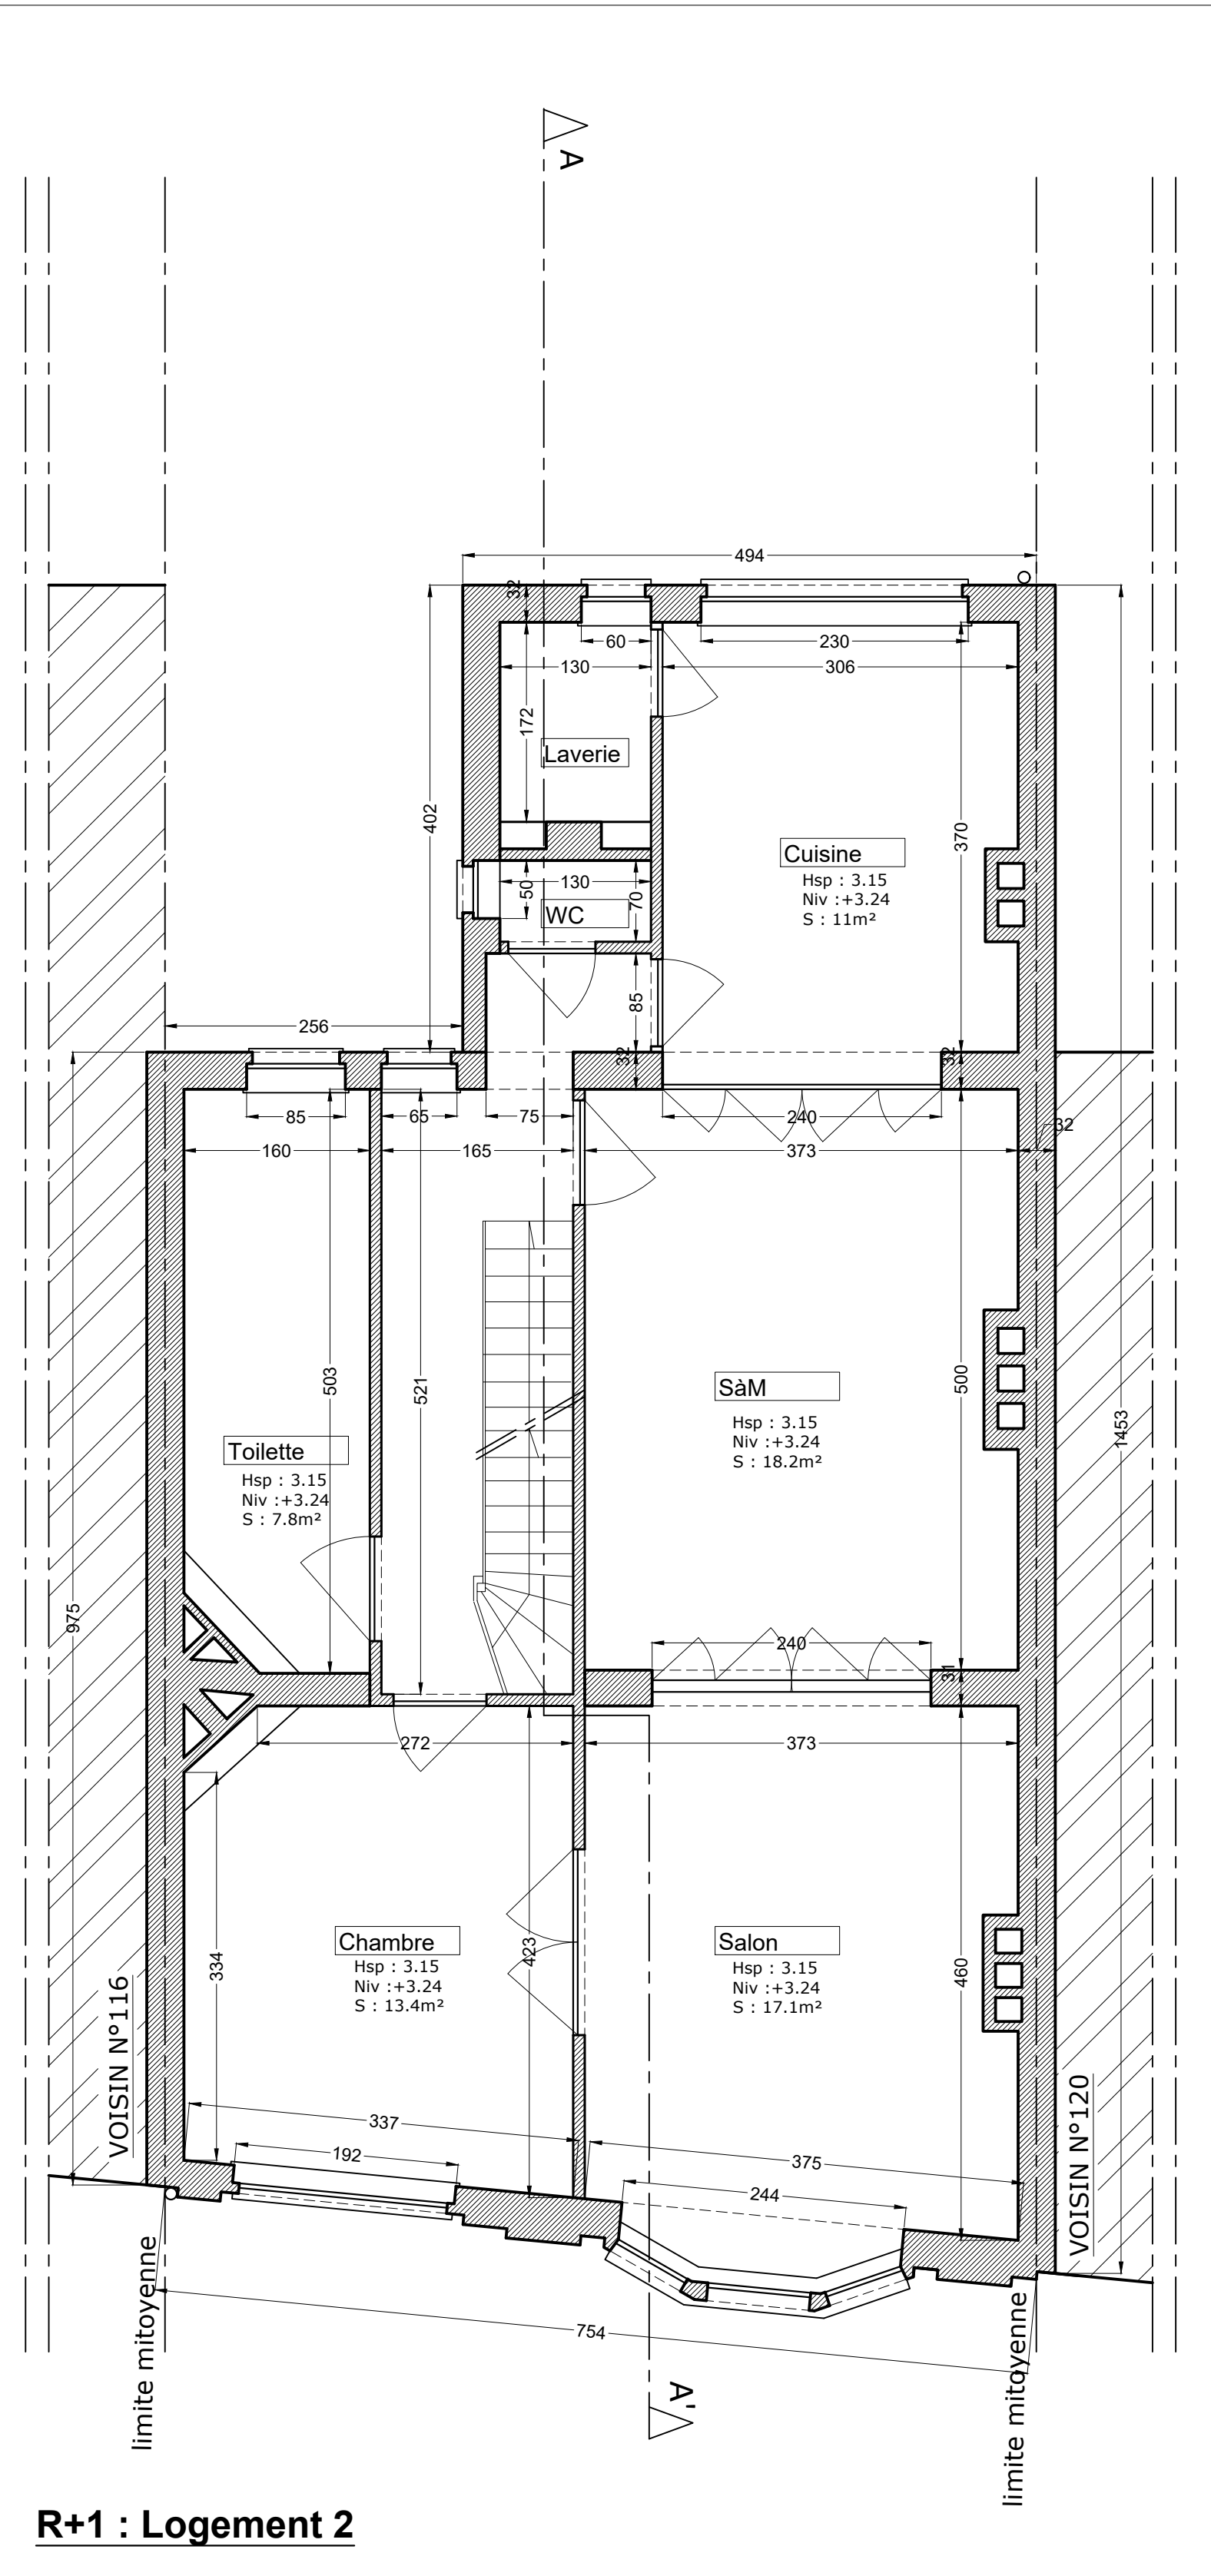 A
494
32
60
230
130
306
172
Laverie
402
370
Cuisine
Hsp : 3.15
Niv :+3.24
S : 11m²
130
50
70
WC
85
256
32
32
85
65
75
240
32
160
165
373
503
521
500
1453
SàM
Hsp : 3.15
Niv :+3.24
S : 18.2m²
Toilette
Hsp : 3.15
Niv :+3.24
S : 7.8m²
975
240
31
272
373
Chambre
Hsp : 3.15
Niv :+3.24
S : 13.4m²
423
334
Salon
Hsp : 3.15
Niv :+3.24
S : 17.1m²
460
VOISIN N°116
VOISIN N°120
337
192
375
244
754
limite mitoyenne
limite mitoyenne
A'
R+1 : Logement 2